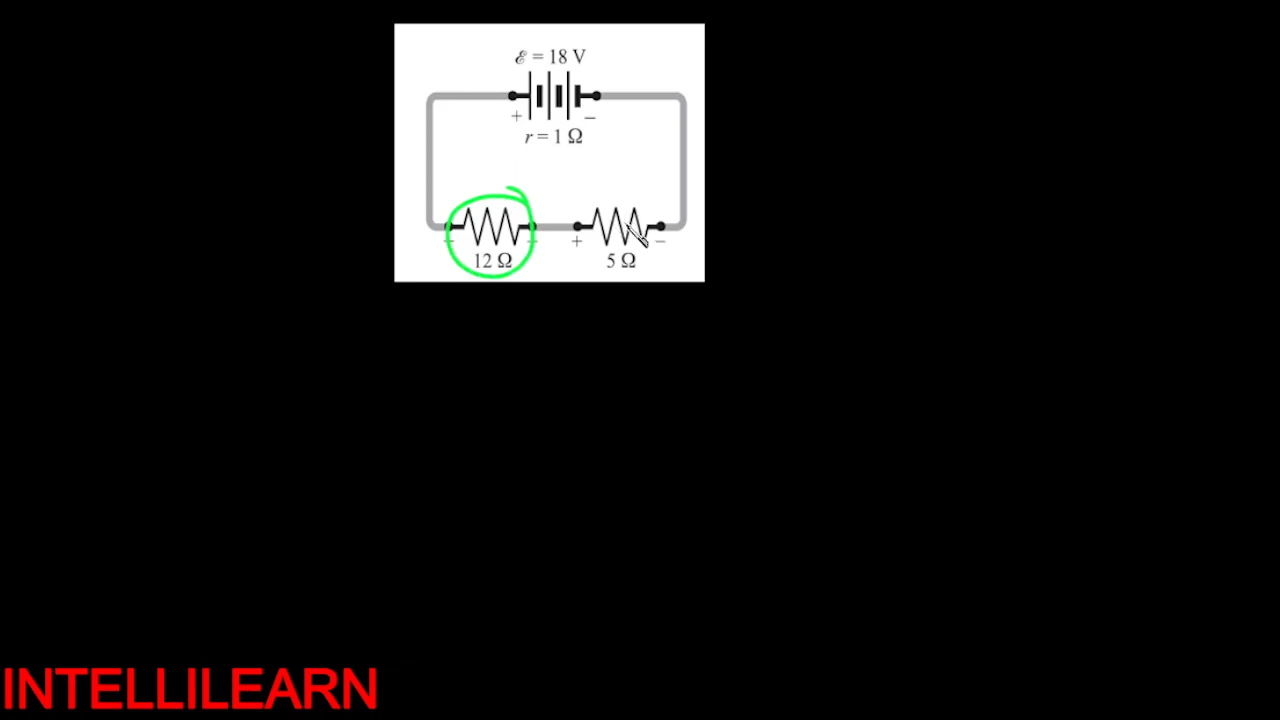 ℰ = 18 V
+ −
r = 1 Ω
− − + −
12 Ω 5 Ω
INTELLILEARN